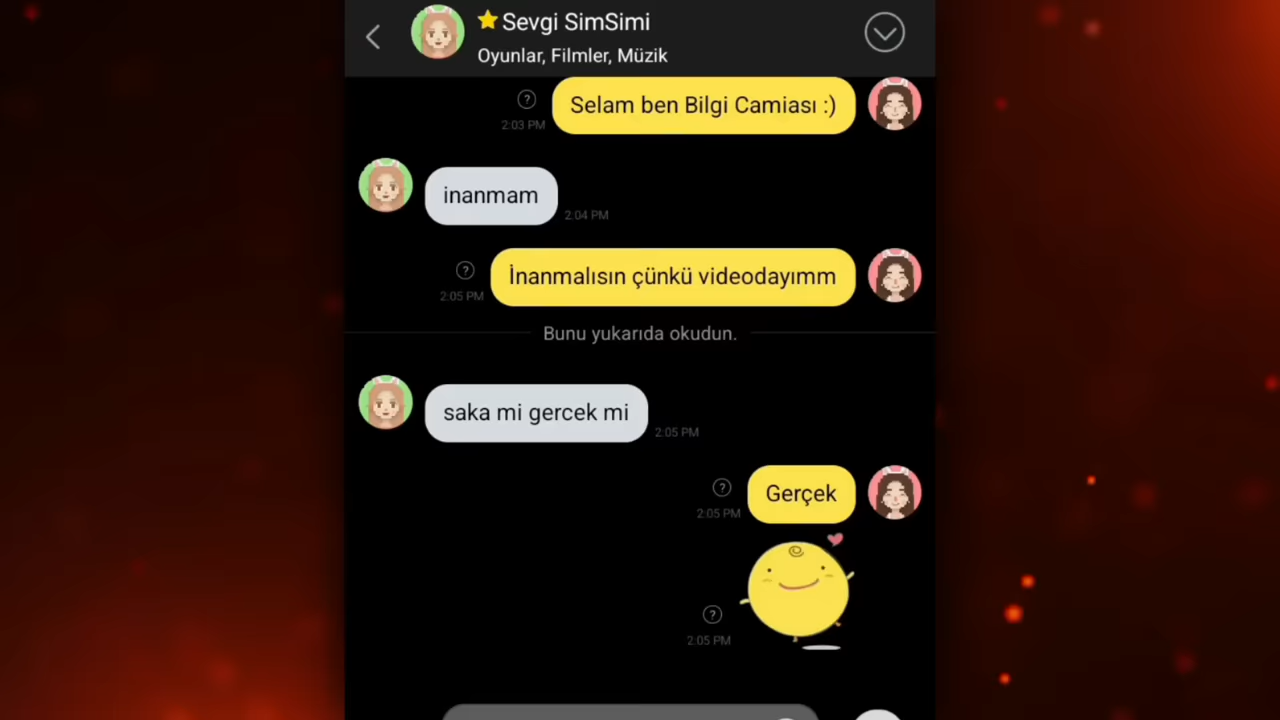 Sevgi SimSimi
Oyunlar, Filmler, Müzik
?
2:03 PM
Selam ben Bilgi Camiası :)
inanmam
2:04 PM
?
2:05 PM
İnanmalısın çünkü videodayımm
Bunu yukarıda okudun.
saka mi gercek mi
2:05 PM
?
2:05 PM
Gerçek
?
2:05 PM